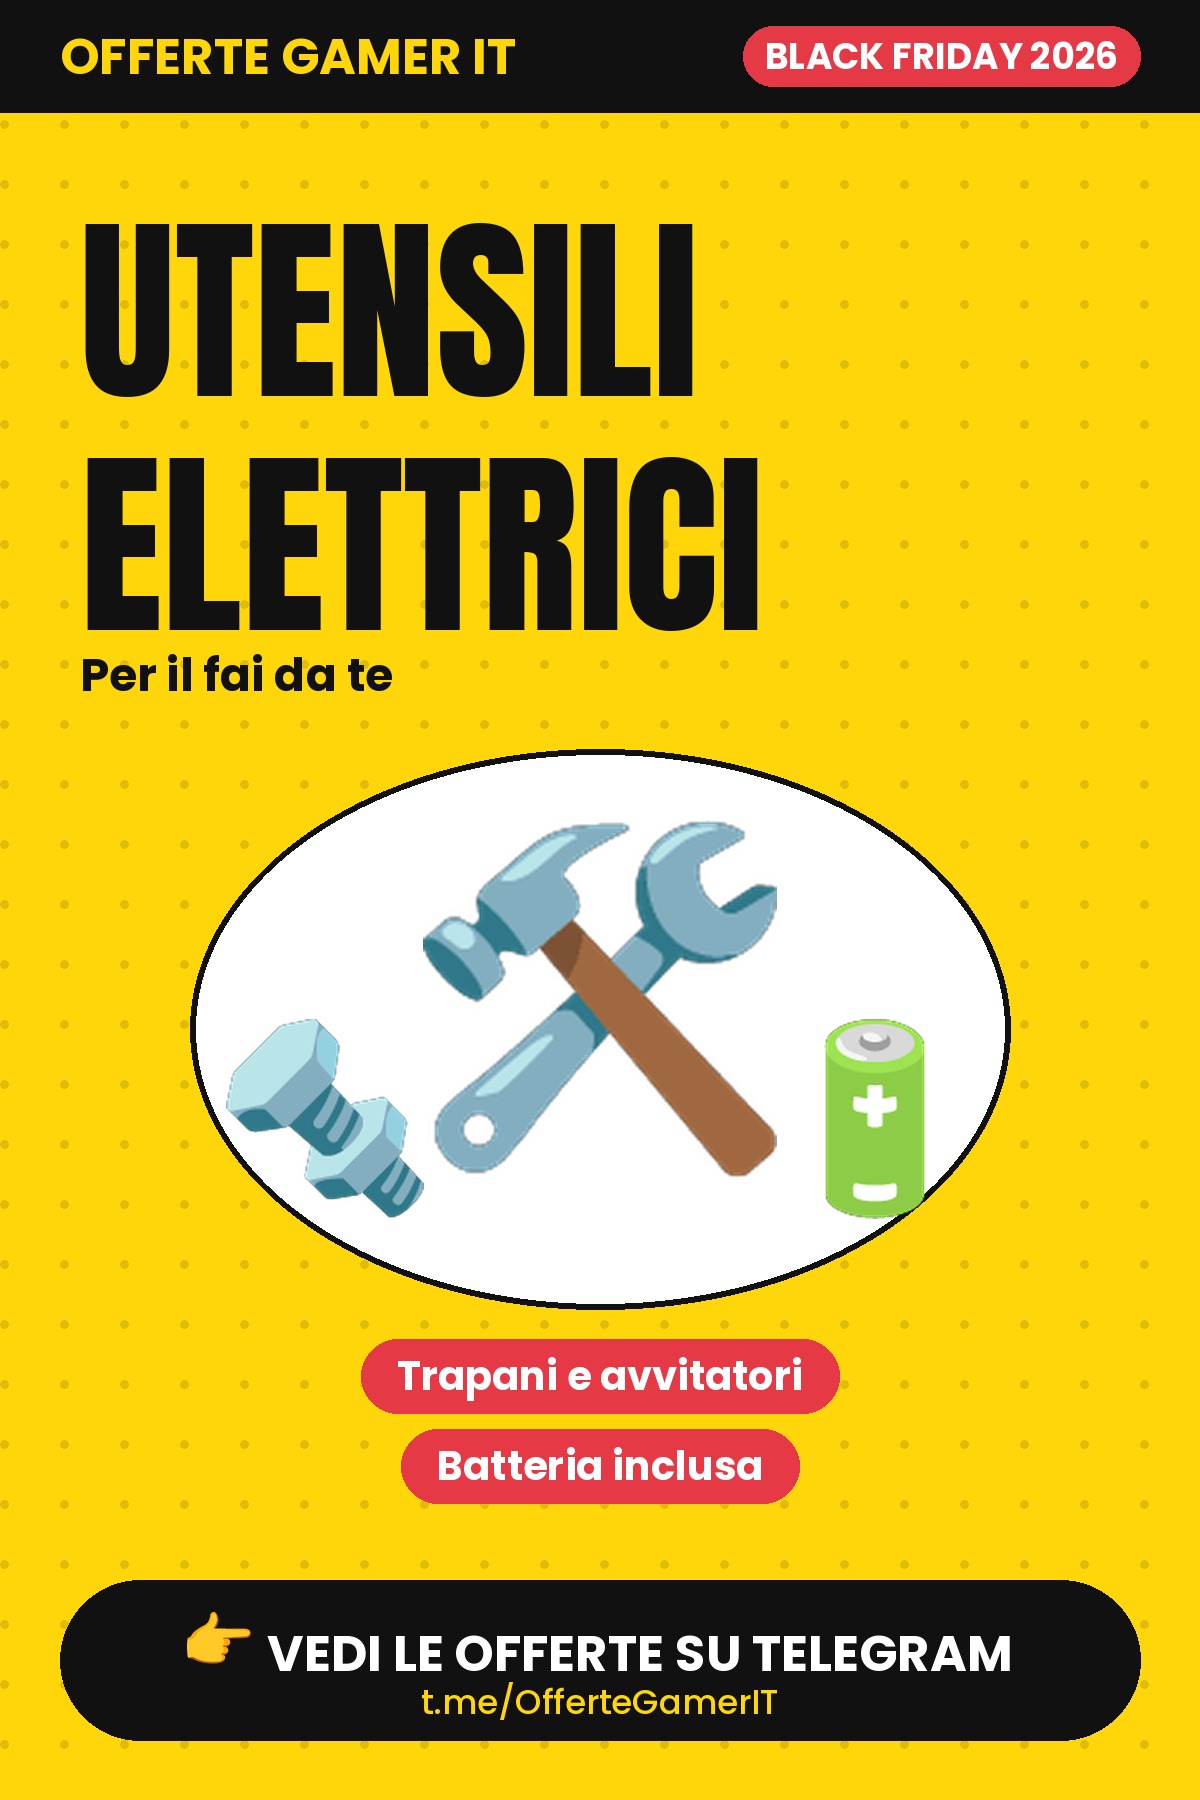 OFFERTE GAMER IT
BLACK FRIDAY 2026
UTENSILI
ELETTRICI
Per il fai da te
Trapani e avvitatori
Batteria inclusa
👉 VEDI LE OFFERTE SU TELEGRAM
t.me/OfferteGamerIT